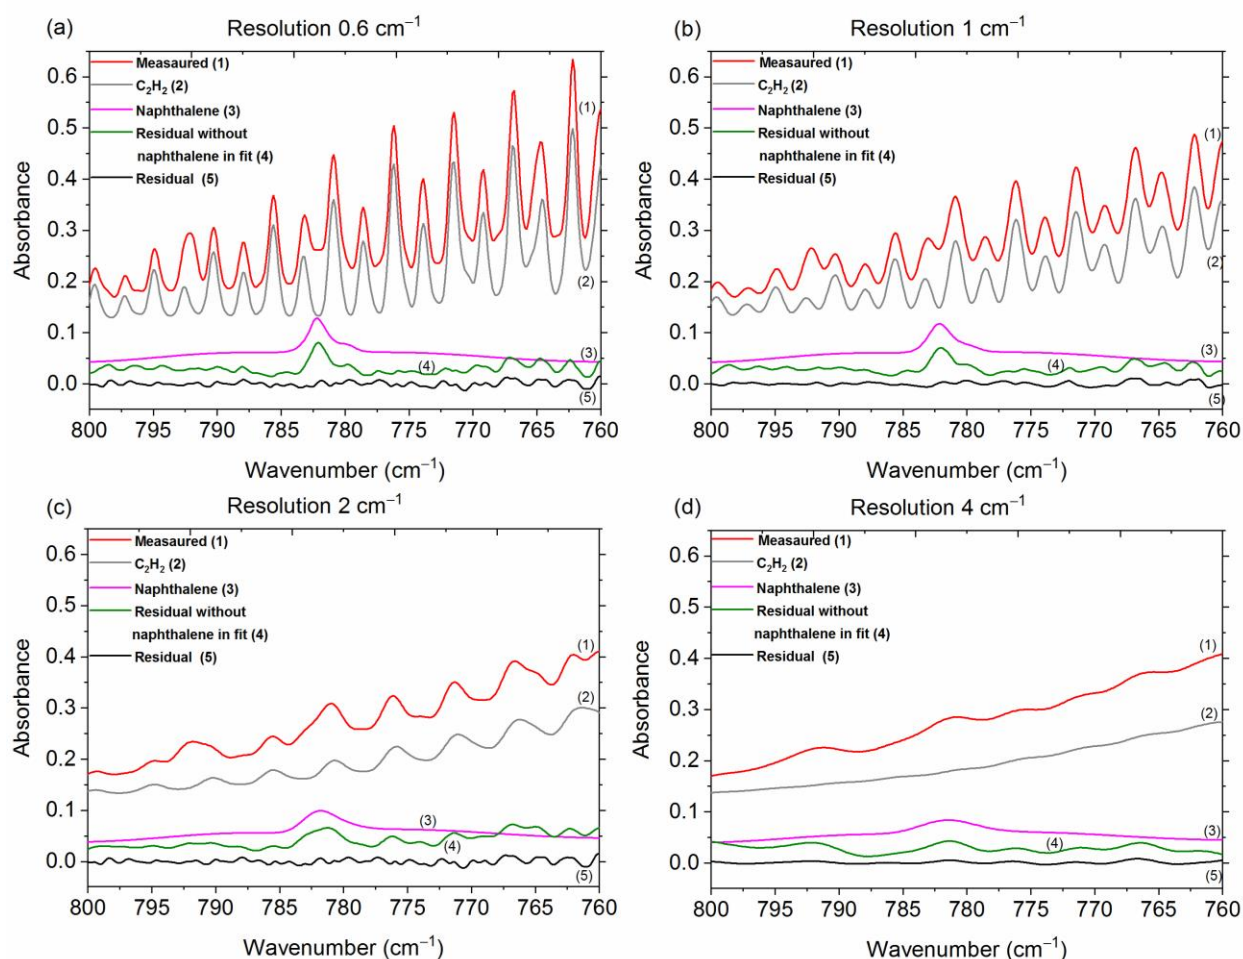 (a) Resolution 0.6 cm⁻¹
Measaured (1)
C₂H₂ (2)
Naphthalene (3)
Residual without
naphthalene in fit (4)
Residual (5)
(1)
(2)
(3)
(4)
(5)
0.6
0.5
0.4
0.3
0.2
0.1
0.0
Absorbance
800 795 790 785 780 775 770 765 760
Wavenumber (cm⁻¹)
(b) Resolution 1 cm⁻¹
Measaured (1)
C₂H₂ (2)
Naphthalene (3)
Residual without
naphthalene in fit (4)
Residual (5)
(1)
(2)
(3)
(4)
(5)
0.6
0.5
0.4
0.3
0.2
0.1
0.0
Absorbance
800 795 790 785 780 775 770 765 760
Wavenumber (cm⁻¹)
(c) Resolution 2 cm⁻¹
Measaured (1)
C₂H₂ (2)
Naphthalene (3)
Residual without
naphthalene in fit (4)
Residual (5)
(1)
(2)
(3)
(4)
(5)
0.6
0.5
0.4
0.3
0.2
0.1
0.0
Absorbance
800 795 790 785 780 775 770 765 760
Wavenumber (cm⁻¹)
(d) Resolution 4 cm⁻¹
Measaured (1)
C₂H₂ (2)
Naphthalene (3)
Residual without
naphthalene in fit (4)
Residual (5)
(1)
(2)
(3)
(4)
(5)
0.6
0.5
0.4
0.3
0.2
0.1
0.0
Absorbance
800 795 790 785 780 775 770 765 760
Wavenumber (cm⁻¹)